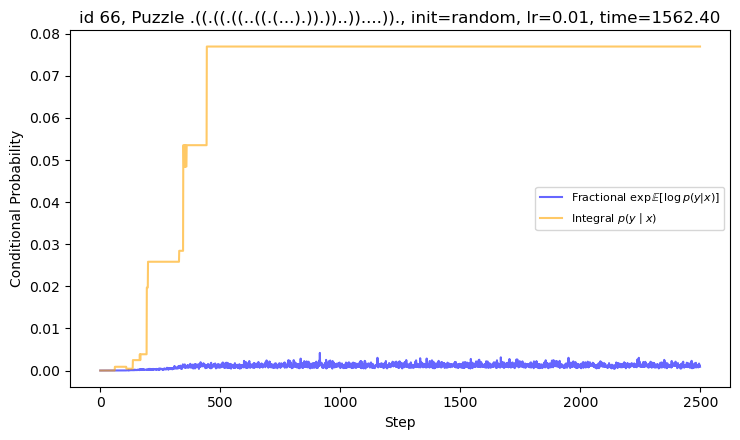 id 66, Puzzle .((.((.((..((.(...).)).))..))....))., init=random, lr=0.01, time=1562.40
0.08
0.07
0.06
0.05
0.04
0.03
0.02
0.01
0.00
Conditional Probability
Fractional exp𝔼[log p(y|x)]
Integral p(y | x)
0 500 1000 1500 2000 2500
Step